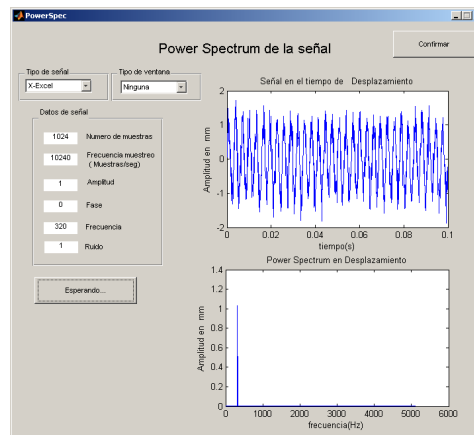 PowerSpec
Power Spectrum de la señal
Confirmar
Tipo de señal
X-Excel
Tipo de ventana
Ninguna
Datos de señal
1024 Numero de muestras
10240 Frecuencia muestreo
( Muestras/seg)
1 Amplitud
0 Fase
320 Frecuencia
1 Ruido
Esperando...
Señal en el tiempo de Desplazamiento
Amplitud en mm
2
1
0
-1
-2
0 0.02 0.04 0.06 0.08 0.1
tiempo(s)
Power Spectrum en Desplazamiento
Amplitud en mm
1.4
1.2
1
0.8
0.6
0.4
0.2
0
0 1000 2000 3000 4000 5000 6000
frecuencia(Hz)